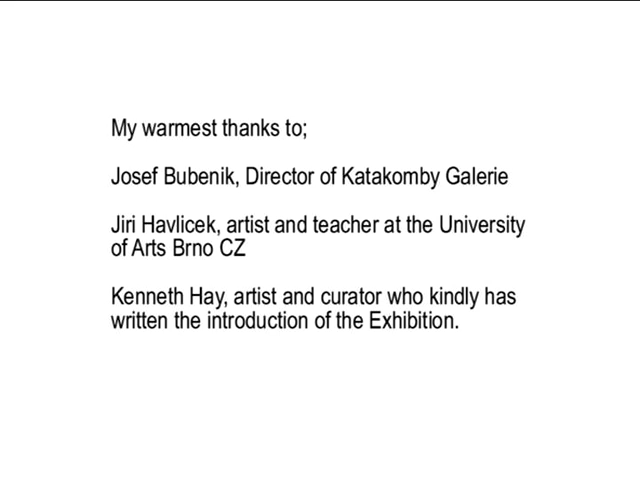 My warmest thanks to;
Josef Bubenik, Director of Katakomby Galerie
Jiri Havlicek, artist and teacher at the University
of Arts Brno CZ
Kenneth Hay, artist and curator who kindly has
written the introduction of the Exhibition.